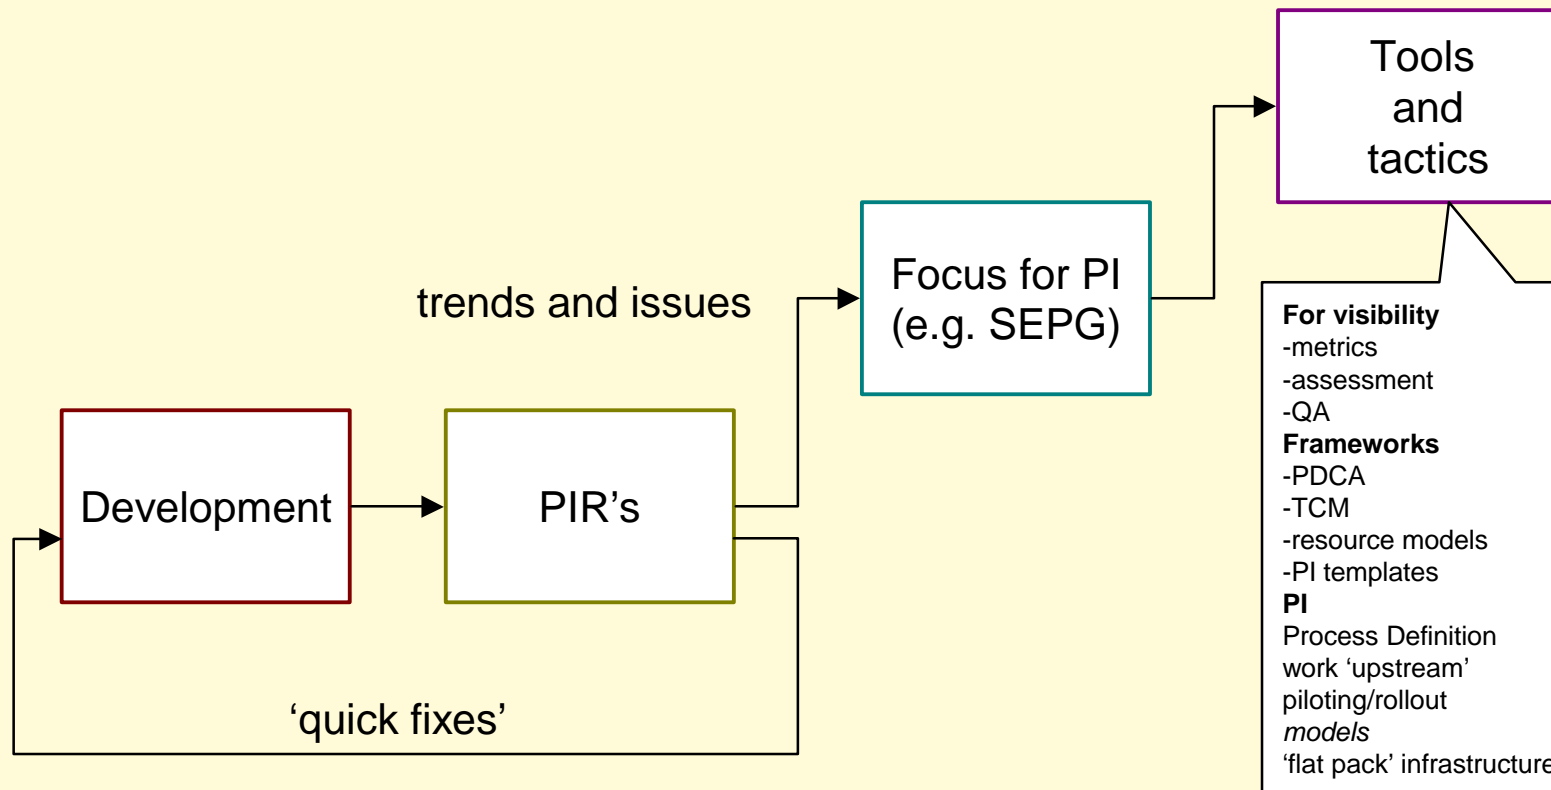 Tools
and
tactics
Focus for PI
(e.g. SEPG)
trends and issues
Development
PIR’s
‘quick fixes’
For visibility
-metrics
-assessment
-QA
Frameworks
-PDCA
-TCM
-resource models
-PI templates
PI
Process Definition
work ‘upstream’
piloting/rollout
models
‘flat pack’ infrastructure